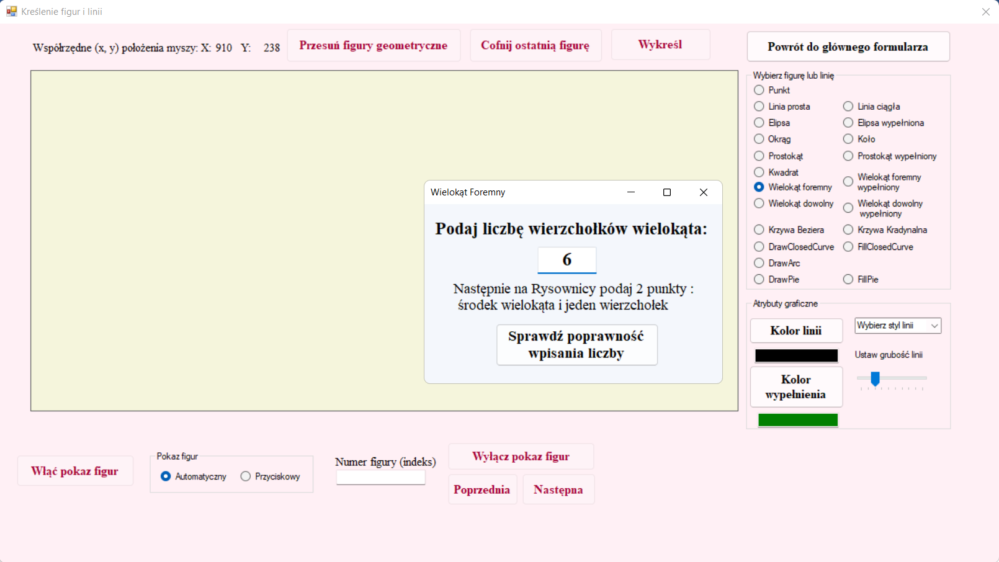 Kreślenie figur i linii
Współrzędne (x, y) położenia myszy: X: 910 Y: 238
Przesuń figury geometryczne
Cofnij ostatnią figurę
Wykreśl
Powrót do głównego formularza
Wybierz figurę lub linię
Punkt
Linia prosta
Linia ciągła
Elipsa
Elipsa wypełniona
Okrąg
Koło
Prostokąt
Prostokąt wypełniony
Kwadrat
Wielokąt foremny
Wielokąt foremny
wypełniony
Wielokąt dowolny
Wielokąt dowolny
wypełniony
Krzywa Beziera
Krzywa Kradynalna
DrawClosedCurve
FillClosedCurve
DrawArc
DrawPie
FillPie
Wielokąt Foremny
Podaj liczbę wierzchołków wielokąta:
6
Następnie na Rysownicy podaj 2 punkty :
środek wielokąta i jeden wierzchołek
Sprawdź poprawność
wpisania liczby
Atrybuty graficzne
Kolor linii
Wybierz styl linii
Ustaw grubość linii
Kolor
wypełnienia
Włąć pokaz figur
Pokaz figur
Automatyczny
Przyciskowy
Numer figury (indeks)
Wyłącz pokaz figur
Poprzednia
Następna